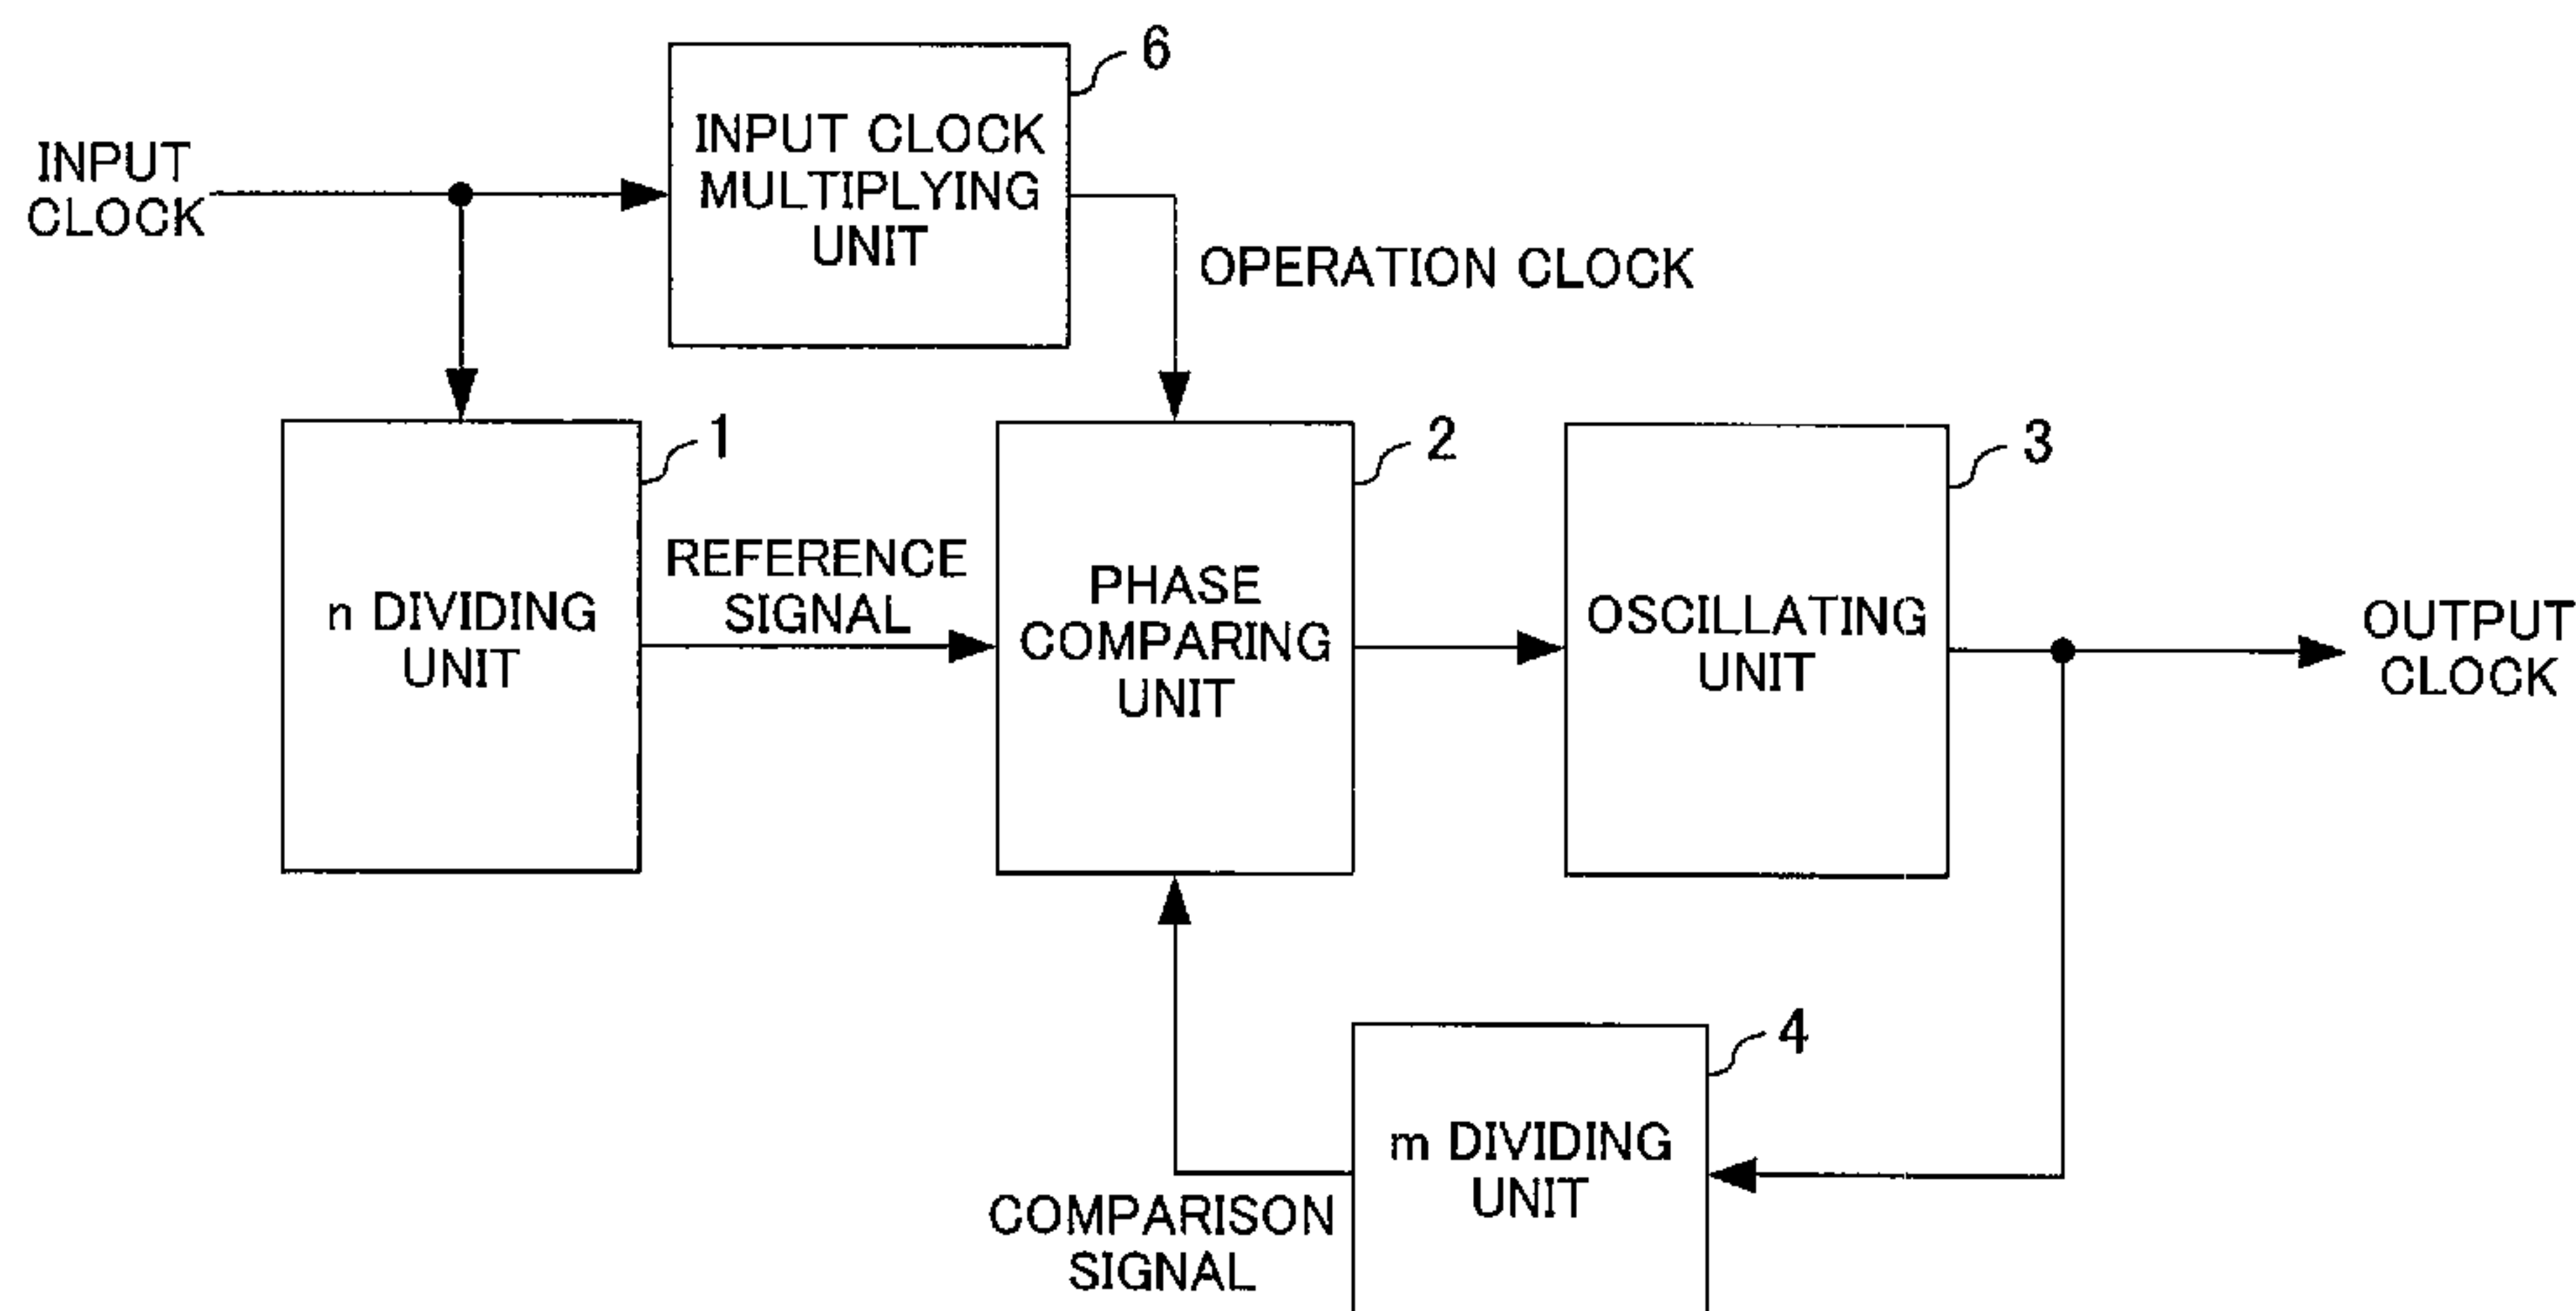 6
INPUT CLOCK
MULTIPLYING
UNIT
INPUT
CLOCK
OPERATION CLOCK
1
2
3
n DIVIDING
UNIT
REFERENCE
SIGNAL
PHASE
COMPARING
UNIT
OSCILLATING
UNIT
OUTPUT
CLOCK
4
m DIVIDING
UNIT
COMPARISON
SIGNAL